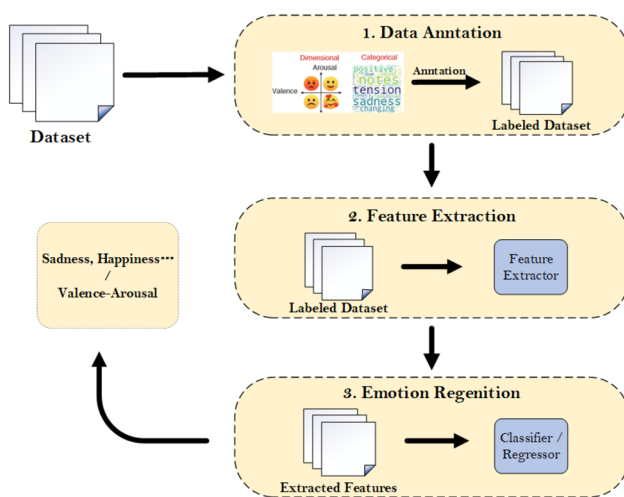 1. Data Anntation
Dimensional
Categorical
Arousal
Valence
positive
notes
tension
sadness
changing
Anntation
Dataset
Labeled Dataset
2. Feature Extraction
Labeled Dataset
Feature
Extractor
Sadness, Happiness···
/
Valence-Arousal
3. Emotion Regenition
Extracted Features
Classifier /
Regressor